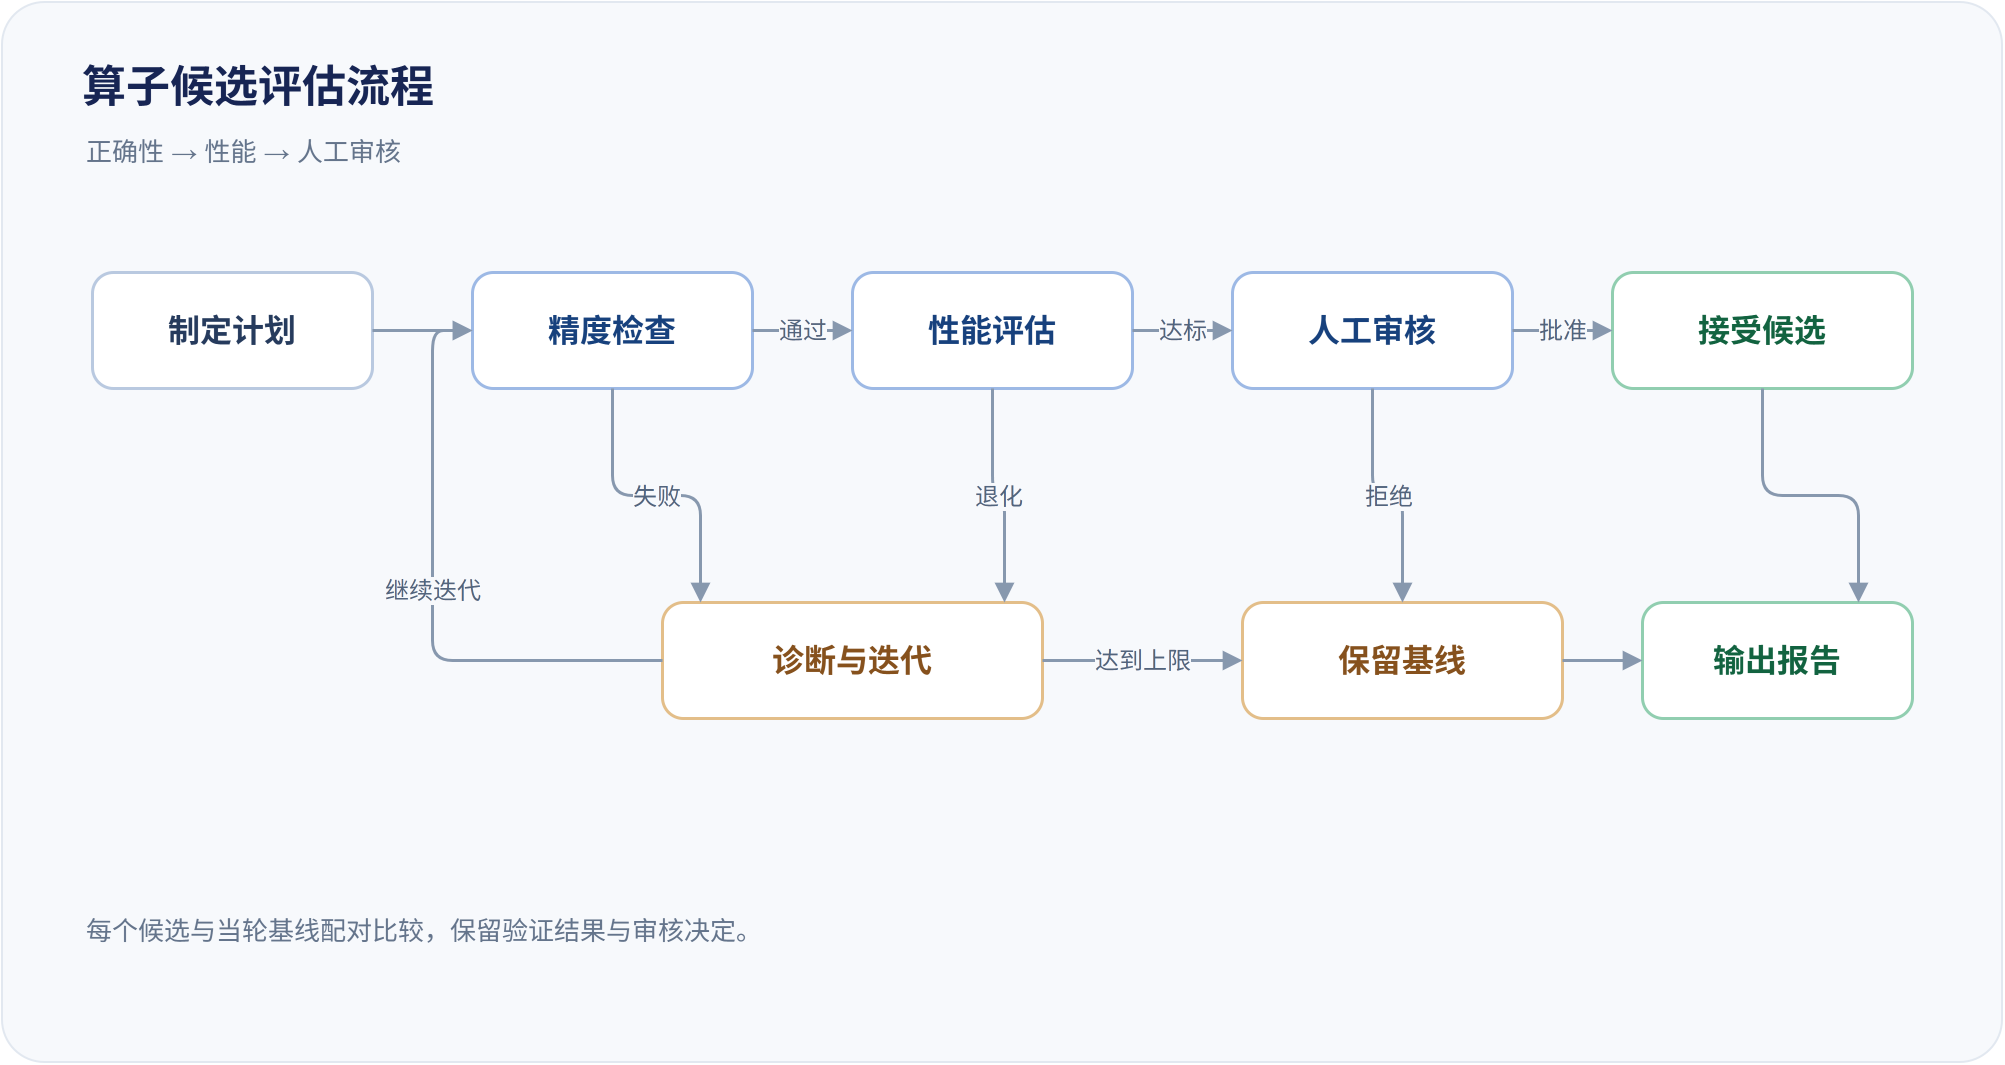 算子候选评估流程
正确性 → 性能 → 人工审核
制定计划
精度检查
通过
性能评估
达标
人工审核
批准
接受候选
失败
退化
拒绝
继续迭代
诊断与迭代
达到上限
保留基线
输出报告
每个候选与当轮基线配对比较，保留验证结果与审核决定。